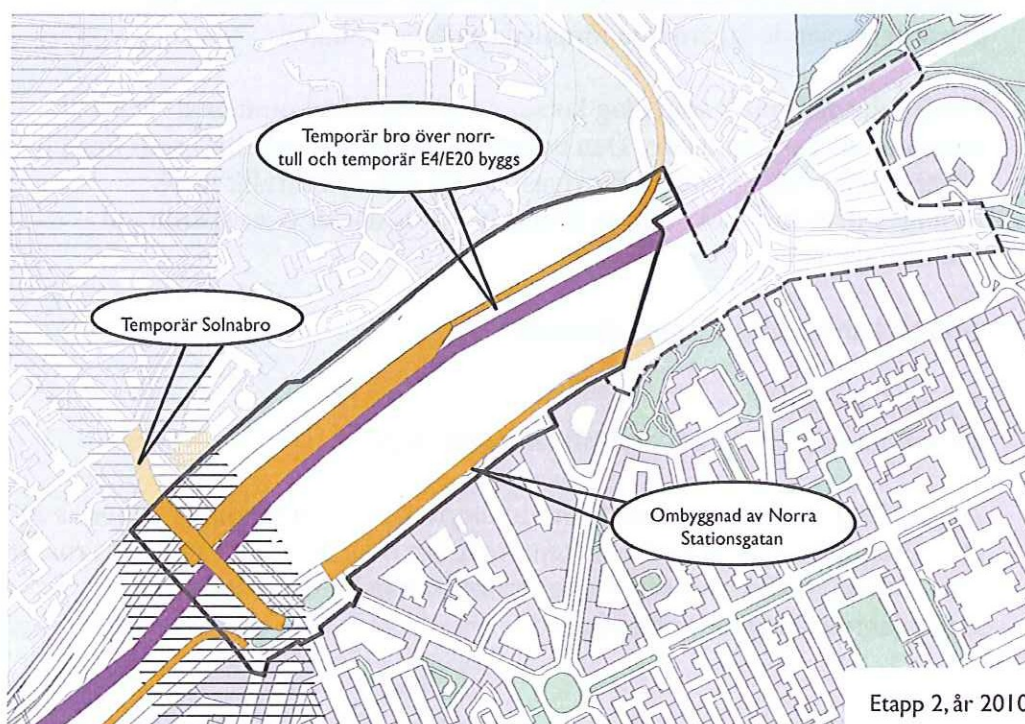 Temporär bro över norr-
tull och temporär E4/E20 byggs
Temporär Solnabro
Ombyggnad av Norra
Stationsgatan
Etapp 2, år 2010